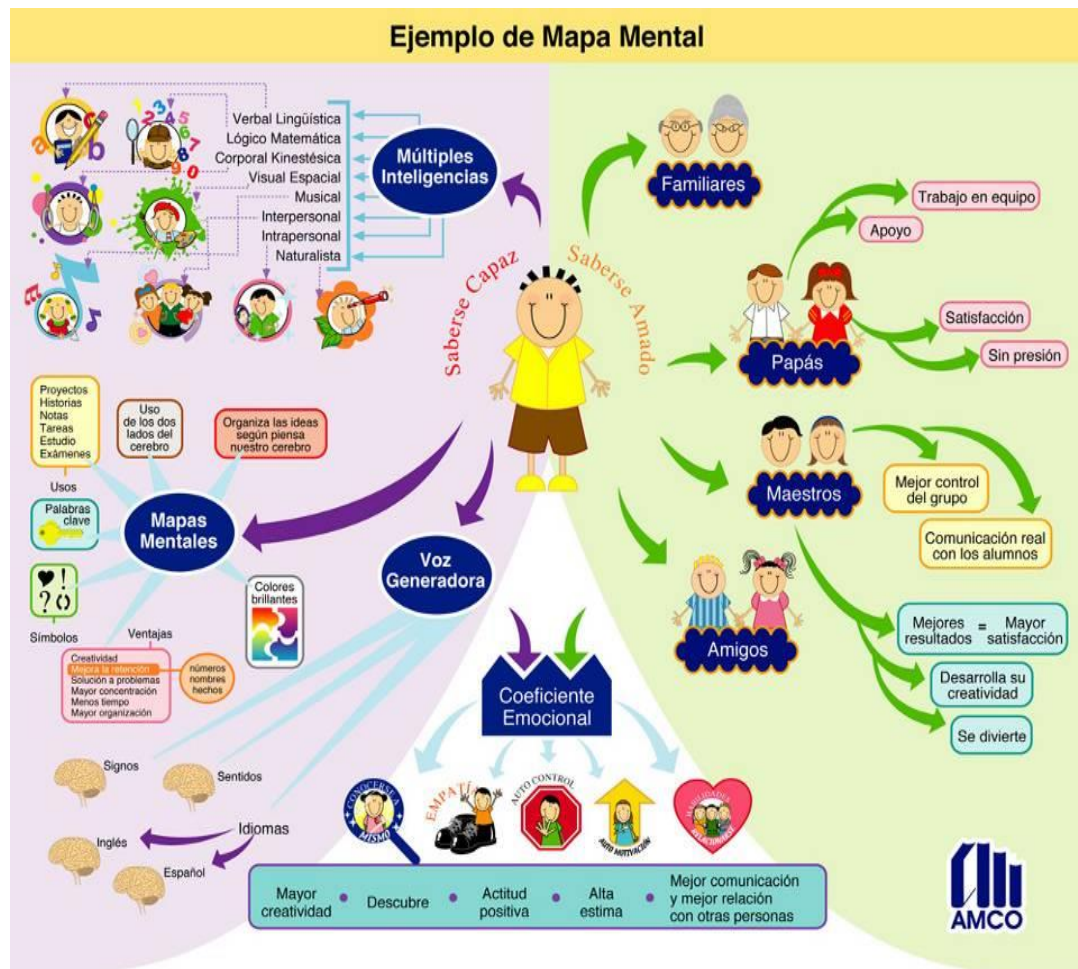 Ejemplo de Mapa Mental
Verbal Lingüística
Lógico Matemática
Corporal Kinestésica
Visual Espacial
Musical
Interpersonal
Intrapersonal
Naturalista
Múltiples
Inteligencias
Saberse Capaz
Saberse Amado
Familiares
Trabajo en equipo
Apoyo
Satisfacción
Sin presión
Papás
Maestros
Mejor control
del grupo
Comunicación real
con los alumnos
Amigos
Mejores = Mayor
resultados satisfacción
Desarrolla su
creatividad
Se divierte
Proyectos
Historias
Notas
Tareas
Estudio
Exámenes
Usos
Uso
de los dos
lados del
cerebro
Organiza las ideas
según piensa
nuestro cerebro
Palabras
clave
Mapas
Mentales
Símbolos
Colores
brillantes
Ventajas
Creatividad
Mejora la retención
Solución a problemas
Mayor concentración
Menos tiempo
Mayor organización
números
nombres
hechos
Voz
Generadora
Signos
Sentidos
Idiomas
Inglés
Español
Coeficiente
Emocional
CONOCERSE A
MISMO
EMPATÍA
AUTO CONTROL
AUTO MOTIVACIÓN
HABILIDADES
RELACIONARSE
Mayor
creatividad
• Descubre •
Actitud
positiva
•
Alta
estima
•
Mejor comunicación
y mejor relación
con otras personas
AMCO